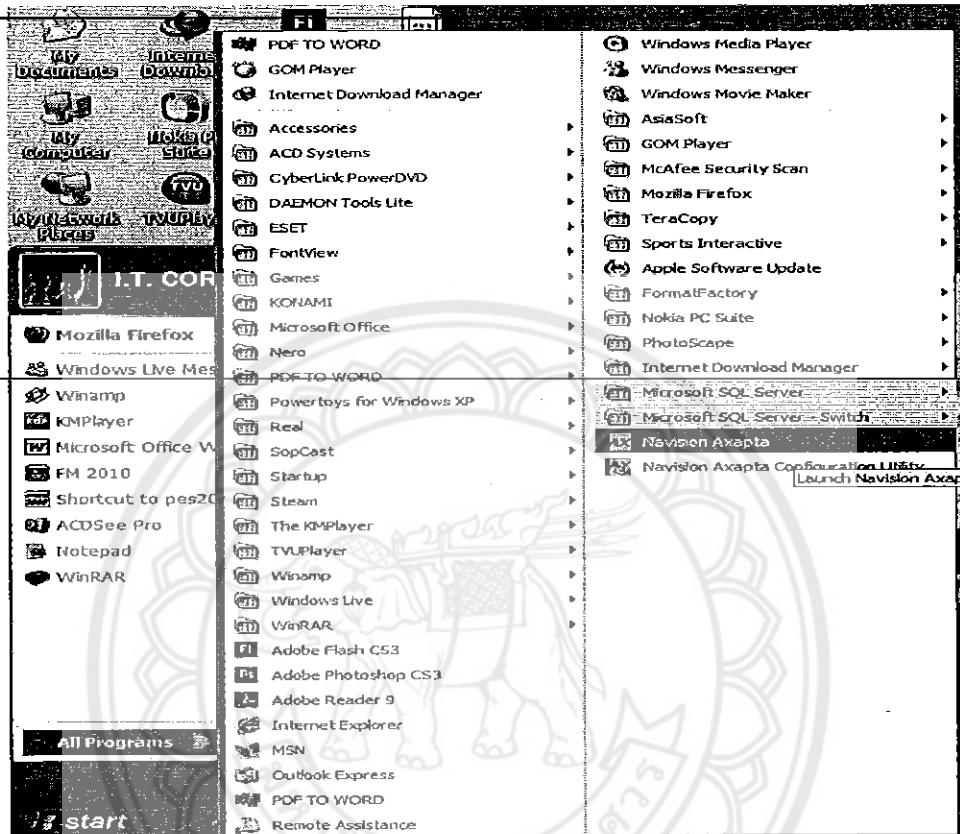 Fi
My
Documents
Interne
Downlo
My
Computer
Nokia P
Suite
My Network
Places
TVUPlay
I.T. COR
Mozilla Firefox
Windows Live Mes
Winamp
KMPlayer
Microsoft Office W
FM 2010
Shortcut to pes20
ACDSee Pro
Notepad
WinRAR
All Programs
start
PDF TO WORD
GOM Player
Internet Download Manager
Accessories
ACD Systems
CyberLink PowerDVD
DAEMON Tools Lite
ESET
FontView
Games
KONAMI
Microsoft Office
Nero
PDF TO WORD
Powertoys for Windows XP
Real
SopCast
Startup
Steam
The KMPlayer
TVUPlayer
Winamp
Windows Live
WinRAR
Adobe Flash CS3
Adobe Photoshop CS3
Adobe Reader 9
Internet Explorer
MSN
Outlook Express
PDF TO WORD
Remote Assistance
Windows Media Player
Windows Messenger
Windows Movie Maker
AsiaSoft
GOM Player
McAfee Security Scan
Mozilla Firefox
TeraCopy
Sports Interactive
Apple Software Update
FormatFactory
Nokia PC Suite
PhotoScape
Internet Download Manager
Microsoft SQL Server
Microsoft SQL Server - Switch
Navision Axapta
Navision Axapta Configuration Utility
Launch Navision Axap